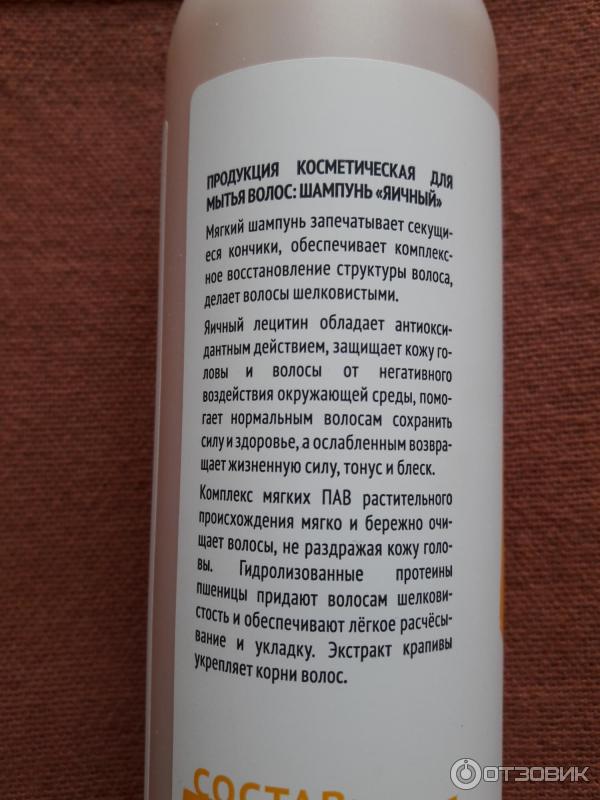 ПРОДУКЦИЯ КОСМЕТИЧЕСКАЯ ДЛЯ
МЫТЬЯ ВОЛОС: ШАМПУНЬ «ЯИЧНЫЙ»
Мягкий шампунь запечатывает секущи-
еся кончики, обеспечивает комплекс-
ное восстановление структуры волоса,
делает волосы шелковистыми.
Яичный лецитин обладает антиокси-
дантным действием, защищает кожу го-
ловы и волосы от негативного
воздействия окружающей среды, помо-
гает нормальным волосам сохранить
силу и здоровье, а ослабленным возвра-
щает жизненную силу, тонус и блеск.
Комплекс мягких ПАВ растительного
происхождения мягко и бережно очи-
щает волосы, не раздражая кожу голо-
вы. Гидролизованные протеины
пшеницы придают волосам шелкови-
стость и обеспечивают лёгкое расчёсы-
вание и укладку. Экстракт крапивы
укрепляет корни волос.
СОСТАВ
ОТЗОВИК